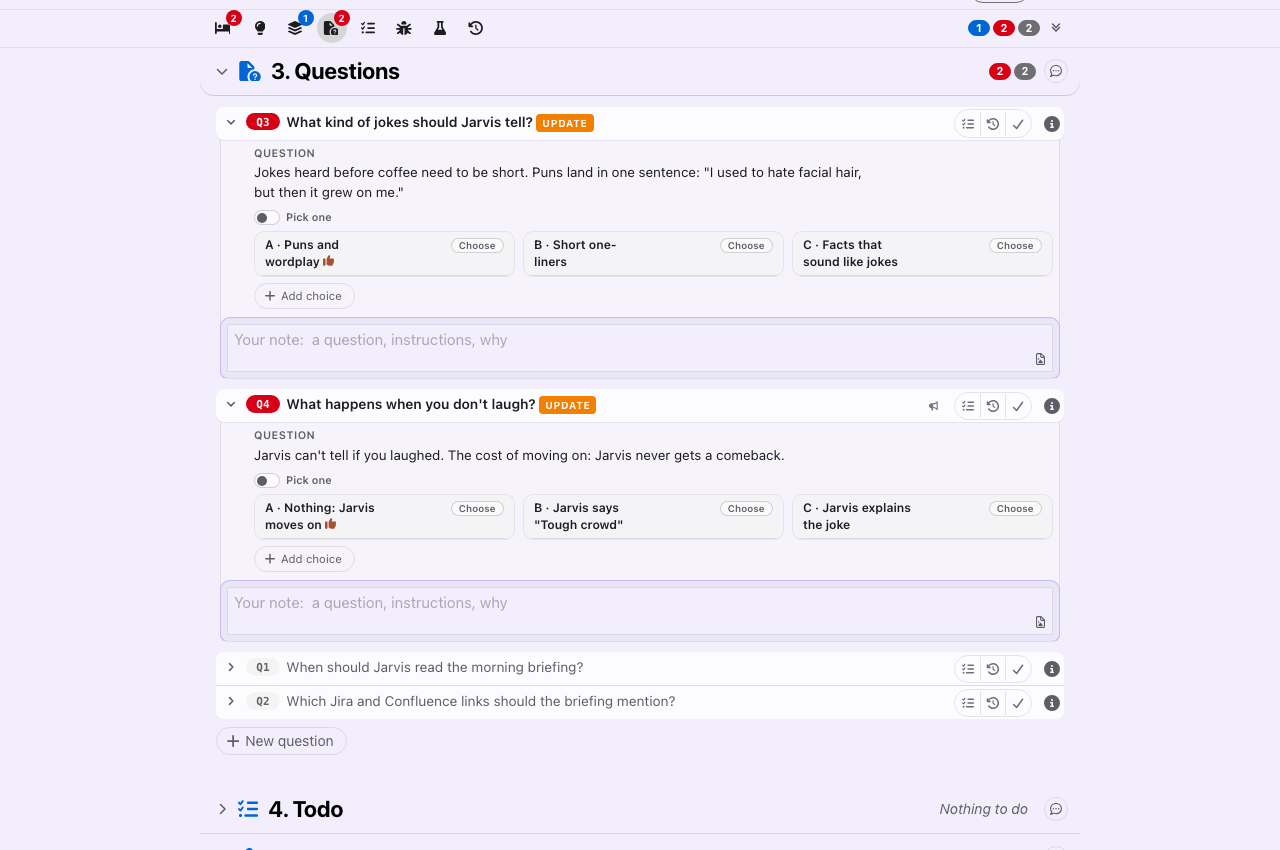 2
1
2
1 2 2
3. Questions
2 2
Q3 What kind of jokes should Jarvis tell? UPDATE
QUESTION
Jokes heard before coffee need to be short. Puns land in one sentence: "I used to hate facial hair,
but then it grew on me."
Pick one
A · Puns and
wordplay
Choose
B · Short one-
liners
Choose
C · Facts that
sound like jokes
Choose
Add choice
Your note: a question, instructions, why
Q4 What happens when you don't laugh? UPDATE
QUESTION
Jarvis can't tell if you laughed. The cost of moving on: Jarvis never gets a comeback.
Pick one
A · Nothing: Jarvis
moves on
Choose
B · Jarvis says
"Tough crowd"
Choose
C · Jarvis explains
the joke
Choose
Add choice
Your note: a question, instructions, why
Q1 When should Jarvis read the morning briefing?
Q2 Which Jira and Confluence links should the briefing mention?
New question
4. Todo
Nothing to do